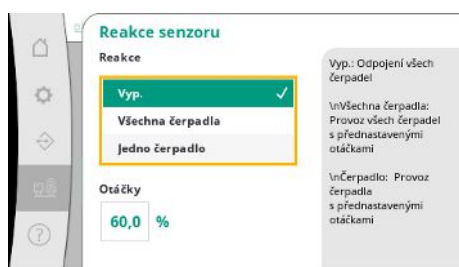 Reakce senzoru
Reakce
Vyp.
Všechna čerpadla
Jedno čerpadlo
Otáčky
60,0 %
Vyp.: Odpojení všech
čerpadel
\nVšechna čerpadla:
Provoz všech čerpadel
s přednastavenými
otáčkami
\nČerpadlo: Provoz
čerpadla
s přednastavenými
otáčkami